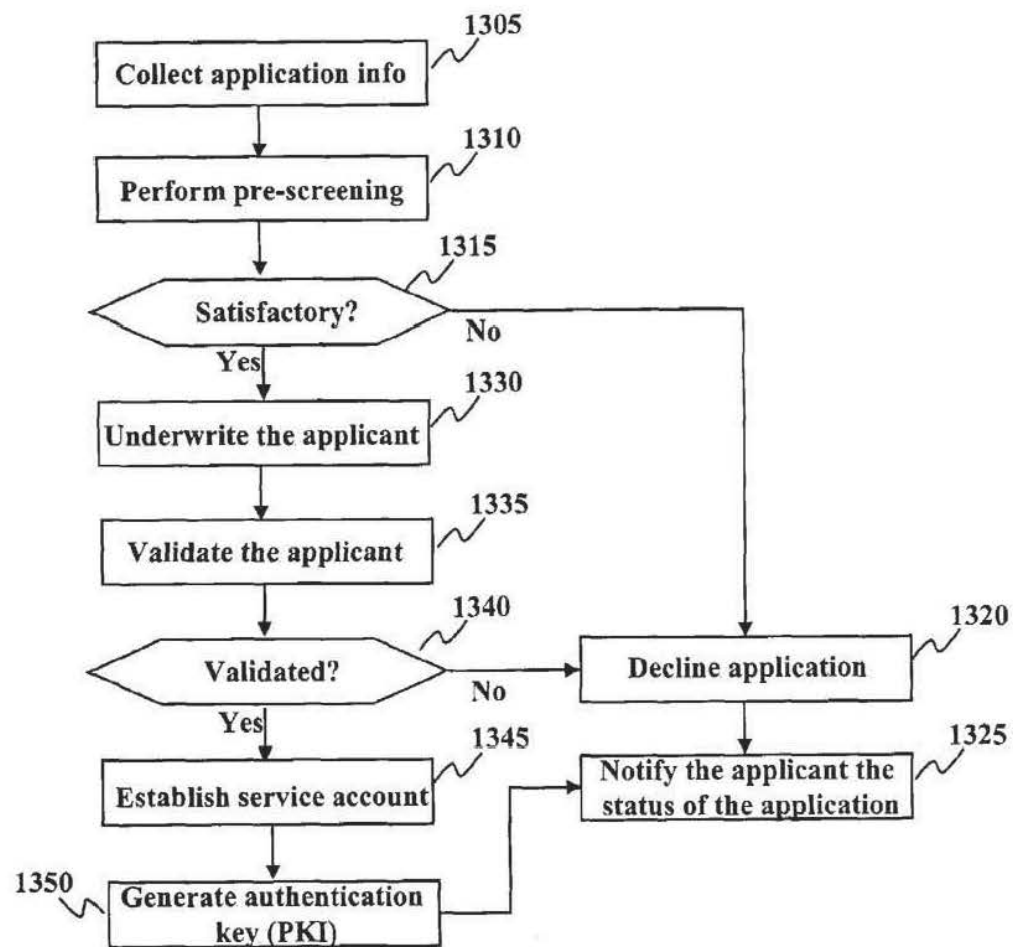 1305
Collect application info
1310
Perform pre-screening
1315
Satisfactory?
No
Yes
1330
Underwrite the applicant
1335
Validate the applicant
1340
Validated?
No
Yes
1320
Decline application
1345
Establish service account
1325
Notify the applicant the
status of the application
1350
Generate authentication
key (PKI)